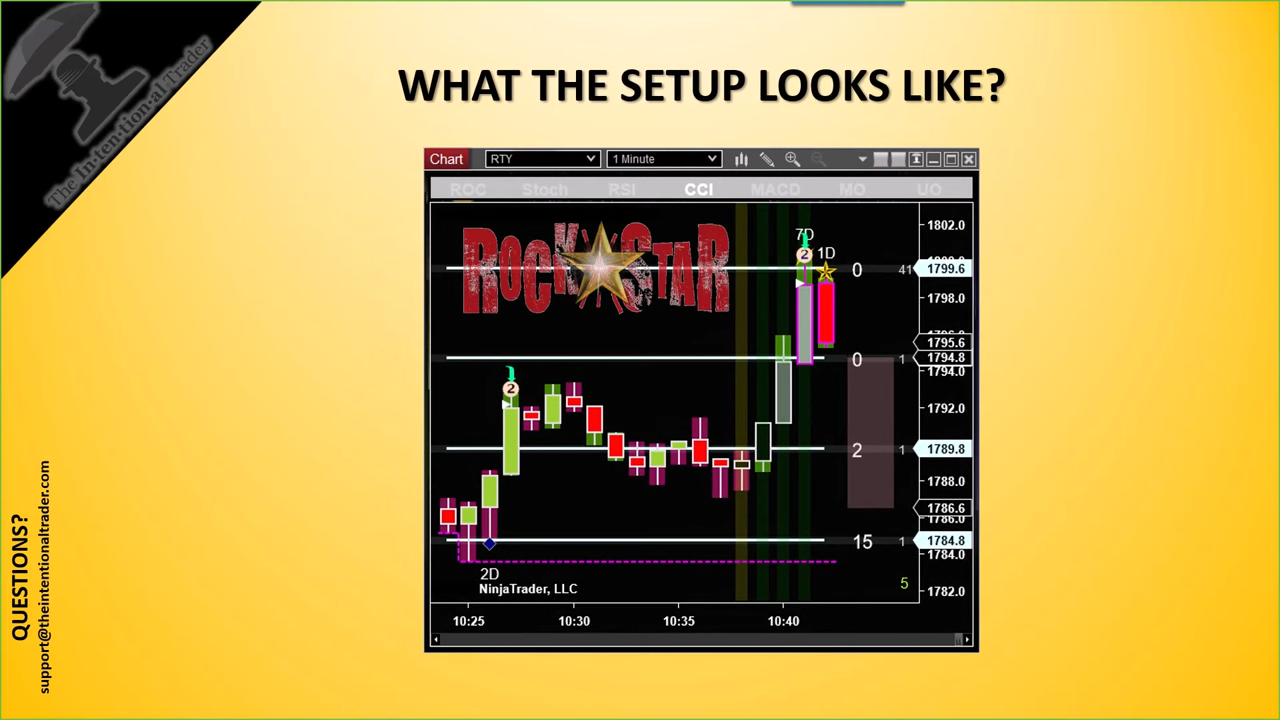 WHAT THE SETUP LOOKS LIKE?
The In·ten·tion·al Trader
Chart RTY 1 Minute
ROC Stoch RSI CCI MACD MO UO
ROCKSTAR
7D
2
1D
0
41
0
1
2
2
1
15
1
5
2D
NinjaTrader, LLC
1802.0
1799.6
1798.0
1795.6
1794.8
1794.0
1792.0
1789.8
1788.0
1786.6
1786.0
1784.8
1784.0
1782.0
10:25 10:30 10:35 10:40
QUESTIONS?
support@theintentionaltrader.com